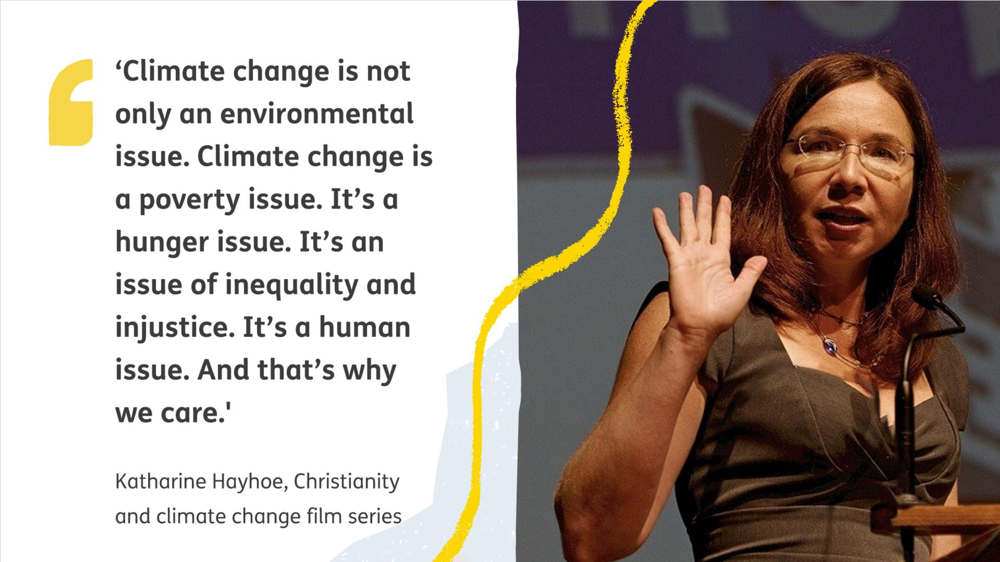 ‘Climate change is not
only an environmental
issue. Climate change is
a poverty issue. It’s a
hunger issue. It’s an
issue of inequality and
injustice. It’s a human
issue. And that’s why
we care.'
Katharine Hayhoe, Christianity
and climate change film series